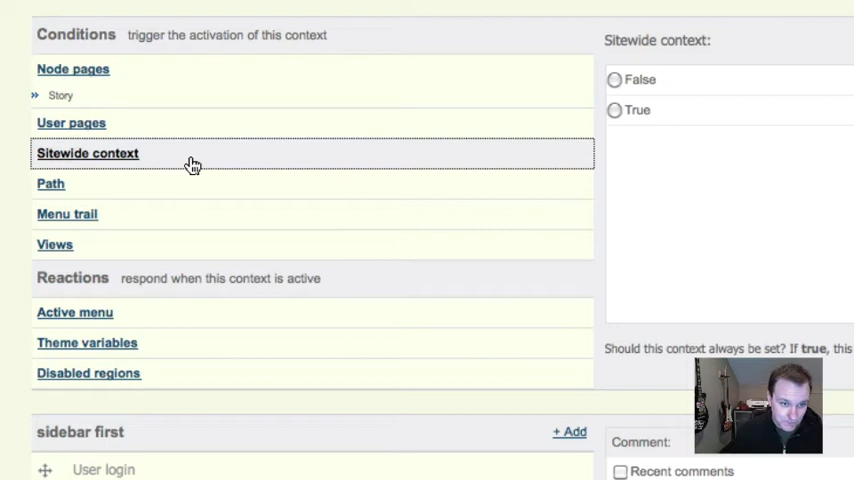 Conditions trigger the activation of this context
Node pages
» Story
User pages
Sitewide context
Path
Menu trail
Views
Reactions respond when this context is active
Active menu
Theme variables
Disabled regions
sidebar first + Add
User login
Sitewide context:
False
True
Should this context always be set? If true, this
Comment:
Recent comments